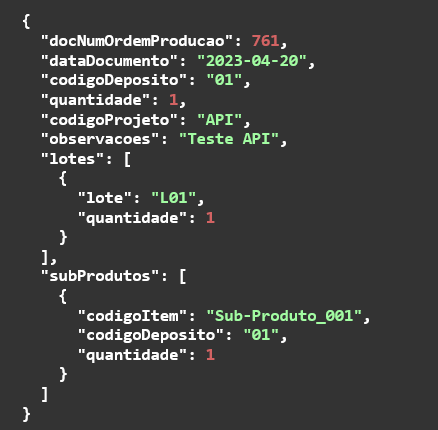 {
  "docNumOrdemProducao": 761,
  "dataDocumento": "2023-04-20",
  "codigoDeposito": "01",
  "quantidade": 1,
  "codigoProjeto": "API",
  "observacoes": "Teste API",
  "lotes": [
    {
      "lote": "L01",
      "quantidade": 1
    }
  ],
  "subProdutos": [
    {
      "codigoItem": "Sub-Produto_001",
      "codigoDeposito": "01",
      "quantidade": 1
    }
  ]
}